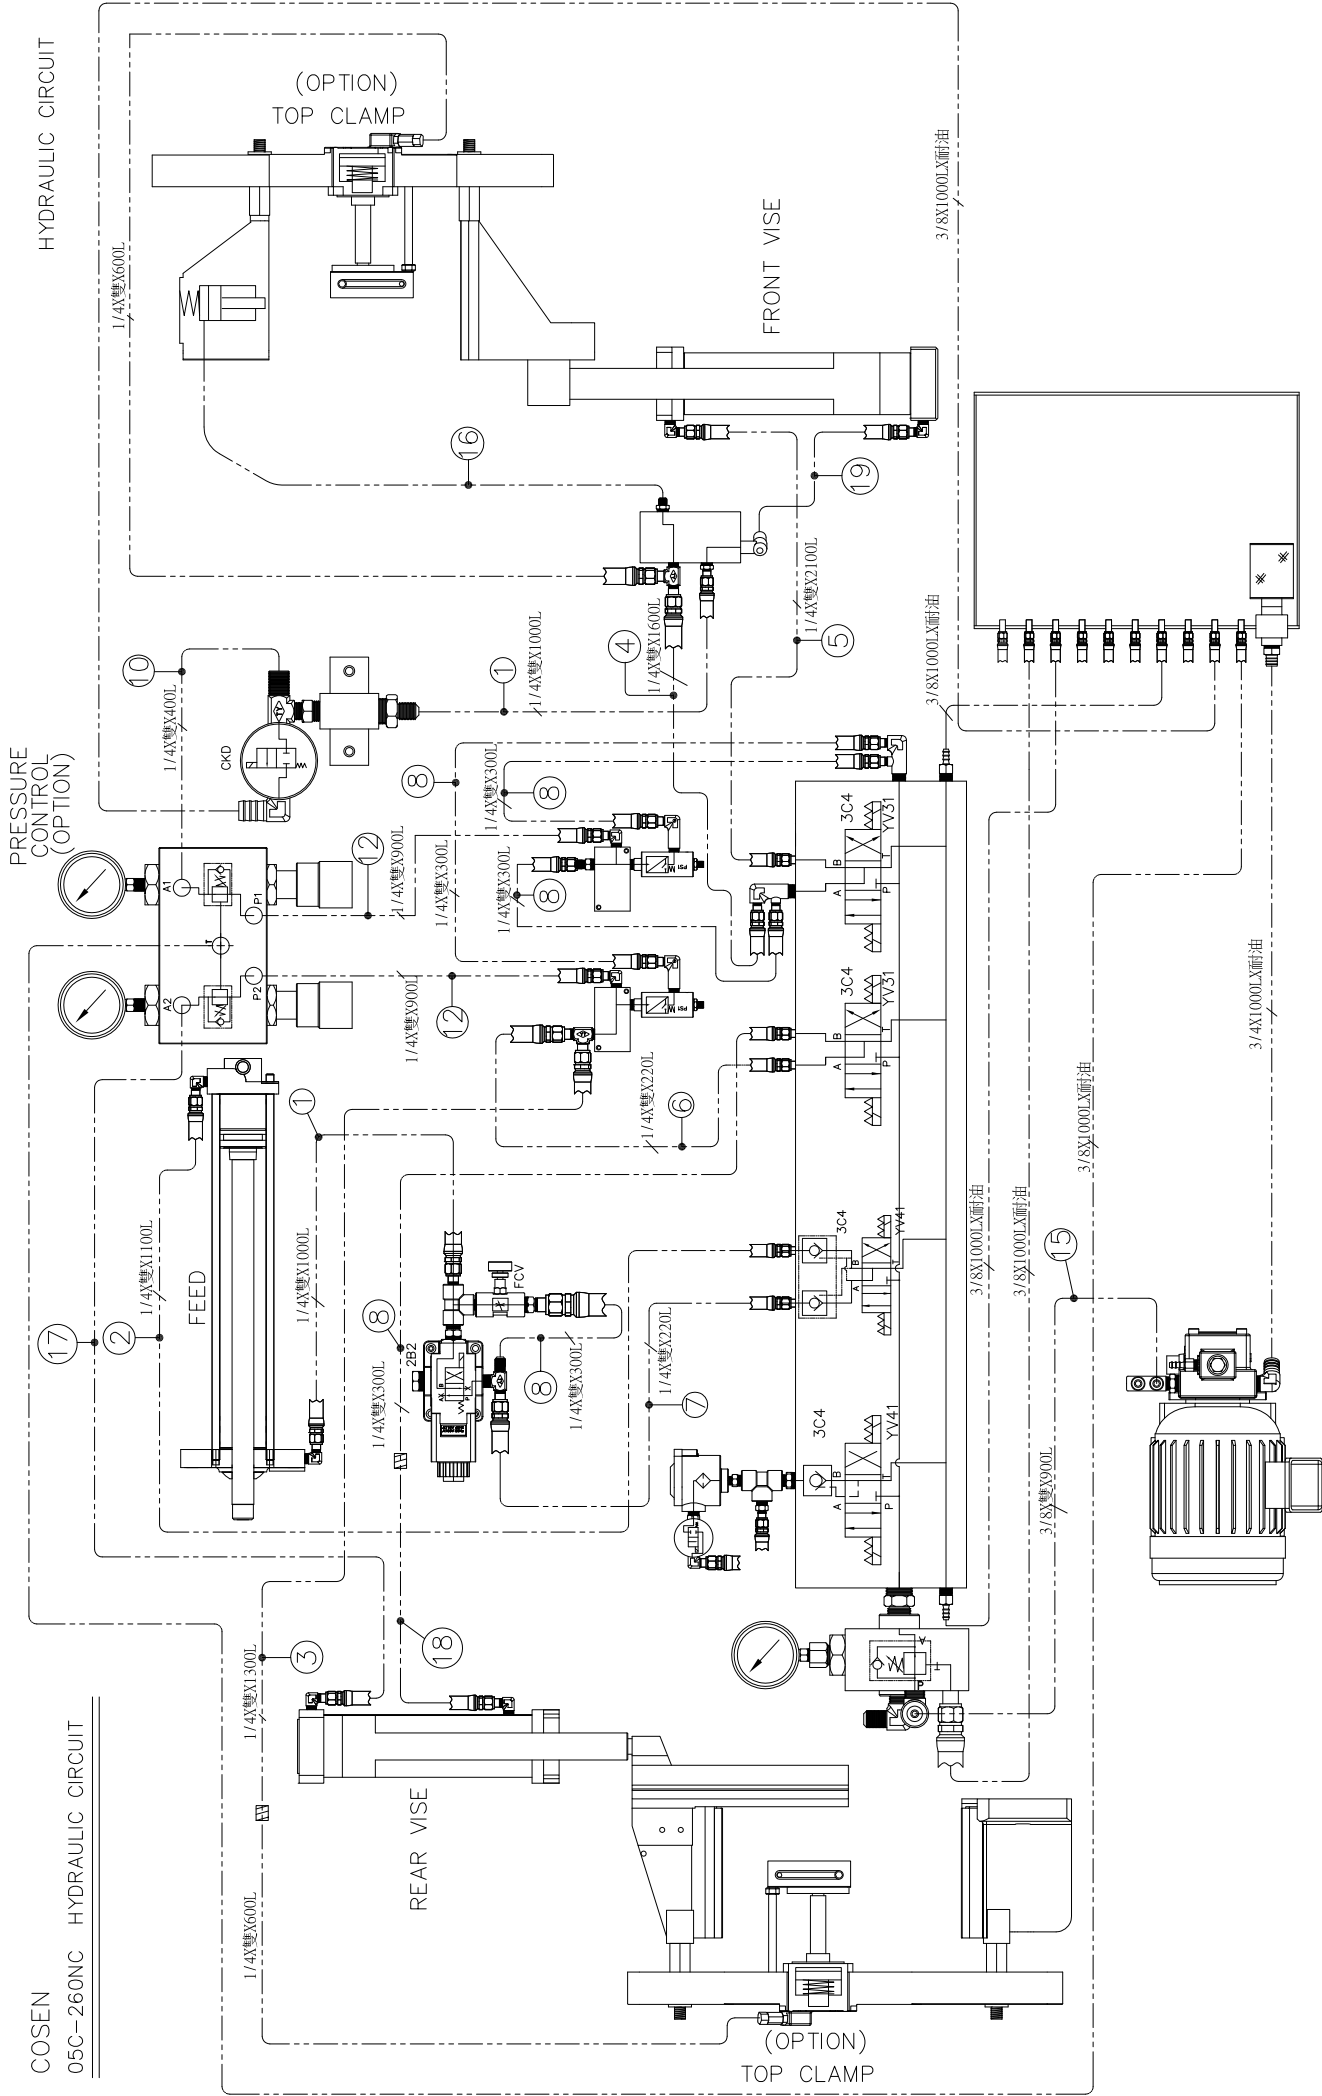 COSEN
05C-260NC HYDRAULIC CIRCUIT
HYDRAULIC CIRCUIT
(OPTION)
TOP CLAMP
1/4X雙X600L
3/8X1000LX耐油
FRONT VISE
16
19
1/4X雙X2100L
5
4
1/4X雙X1600L
1
1/4X雙X1000L
10
1/4X雙X400L
CKD
PRESSURE
CONTROL
(OPTION)
A1
P1
T
A2
P2
12
1/4X雙X900L
12
1/4X雙X900L
8
1/4X雙X300L
8
1/4X雙X300L
8
1/4X雙X300L
PS1
PS1
3/8X1000LX耐油
3C4
YV31
A
B
P
T
3C4
YV31
A
B
P
T
6
1/4X雙X220L
1
1/4X雙X1000L
17
2
1/4X雙X1100L
FEED
8
1/4X雙X300L
2B2
FCV
8
1/4X雙X300L
7
1/4X雙X220L
3C4
YV41
A
B
P
T
3C4
YV41
A
B
P
T
3/4X1000LX耐油
3/8X1000LX耐油
3/8X1000LX耐油
3/8X1000LX耐油
15
3/8X雙X900L
3
1/4X雙X1300L
18
A
P
T
REAR VISE
1/4X雙X600L
(OPTION)
TOP CLAMP